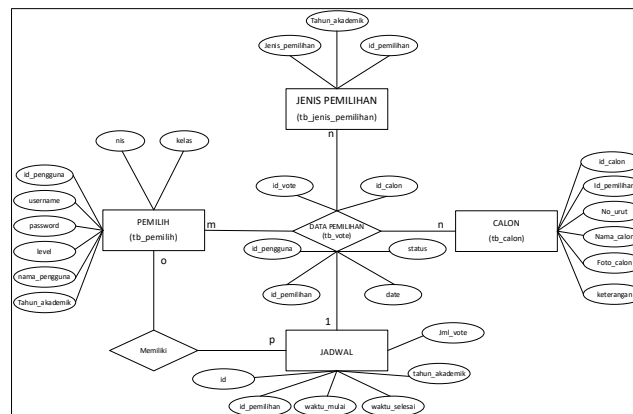 Tahun_akademik
Jenis_pemilihan
id_pemilihan
JENIS PEMILIHAN
(tb_jenis_pemilihan)
n
nis
kelas
id_pengguna
username
password
level
nama_pengguna
Tahun_akademik
PEMILIH
(tb_pemilih)
m
o
id_vote
id_calon
DATA PEMILIHAN
(tb_vote)
id_pengguna
status
id_pemilihan
date
n
CALON
(tb_calon)
id_calon
Id_pemilihan
No_urut
Nama_calon
Foto_calon
keterangan
1
Memiliki
p
JADWAL
Jml_vote
id
tahun_akademik
id_pemilihan
waktu_mulai
waktu_selesai